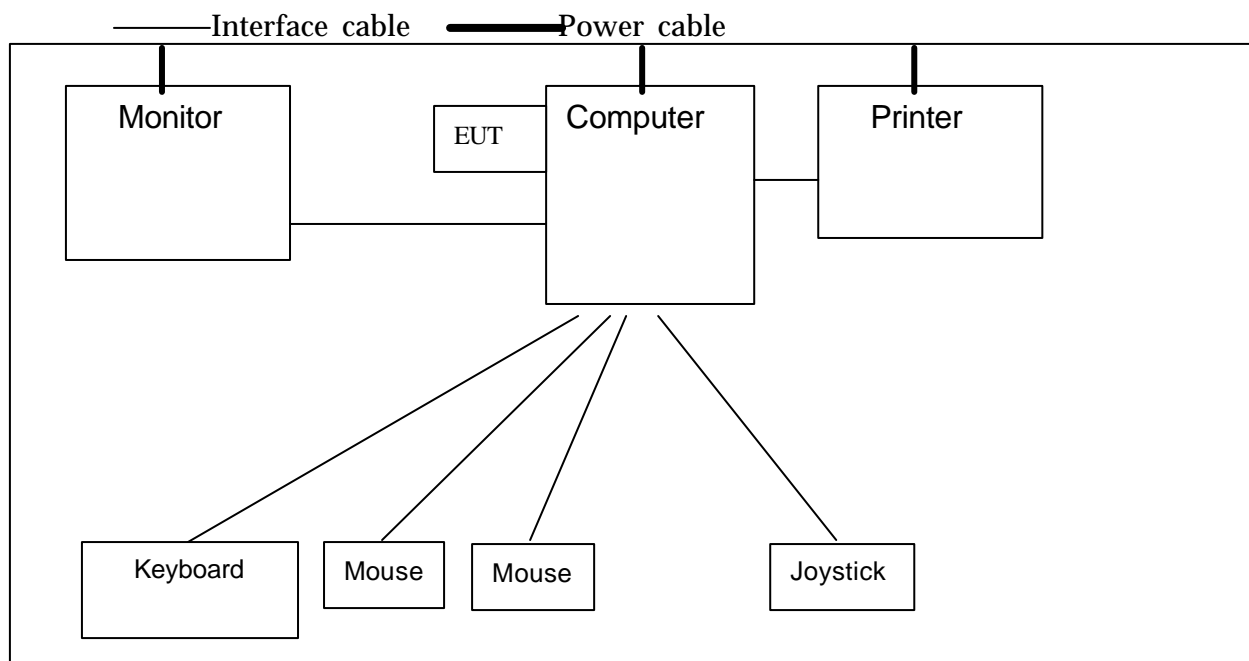 Interface cable Power cable
Monitor
EUT
Computer
Printer
Keyboard
Mouse
Mouse
Joystick